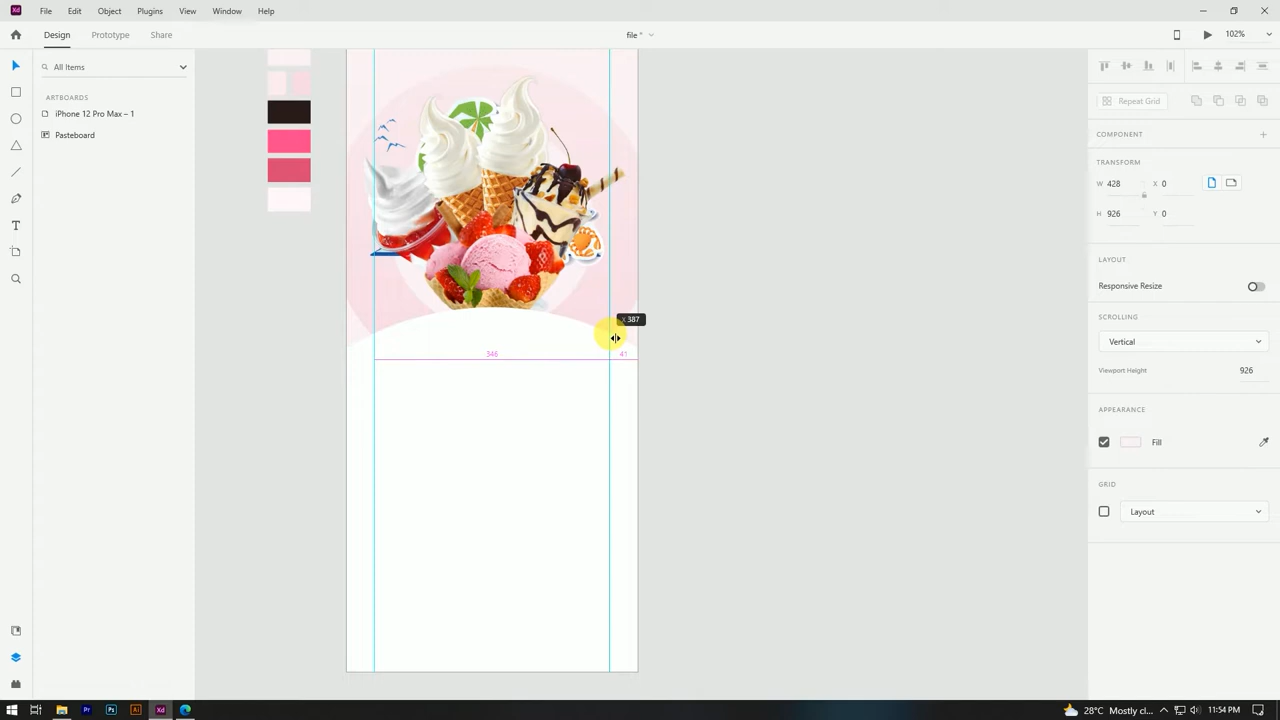 File Edit Object Plugins View Window Help
Design Prototype Share
file *
102%
All Items
ARTBOARDS
iPhone 12 Pro Max – 1
Pasteboard
x 387
346
41
Repeat Grid
COMPONENT
TRANSFORM
W 428 X 0
H 926 Y 0
LAYOUT
Responsive Resize
SCROLLING
Vertical
Viewport Height 926
APPEARANCE
Fill
GRID
Layout
28°C Mostly cl... 11:54 PM